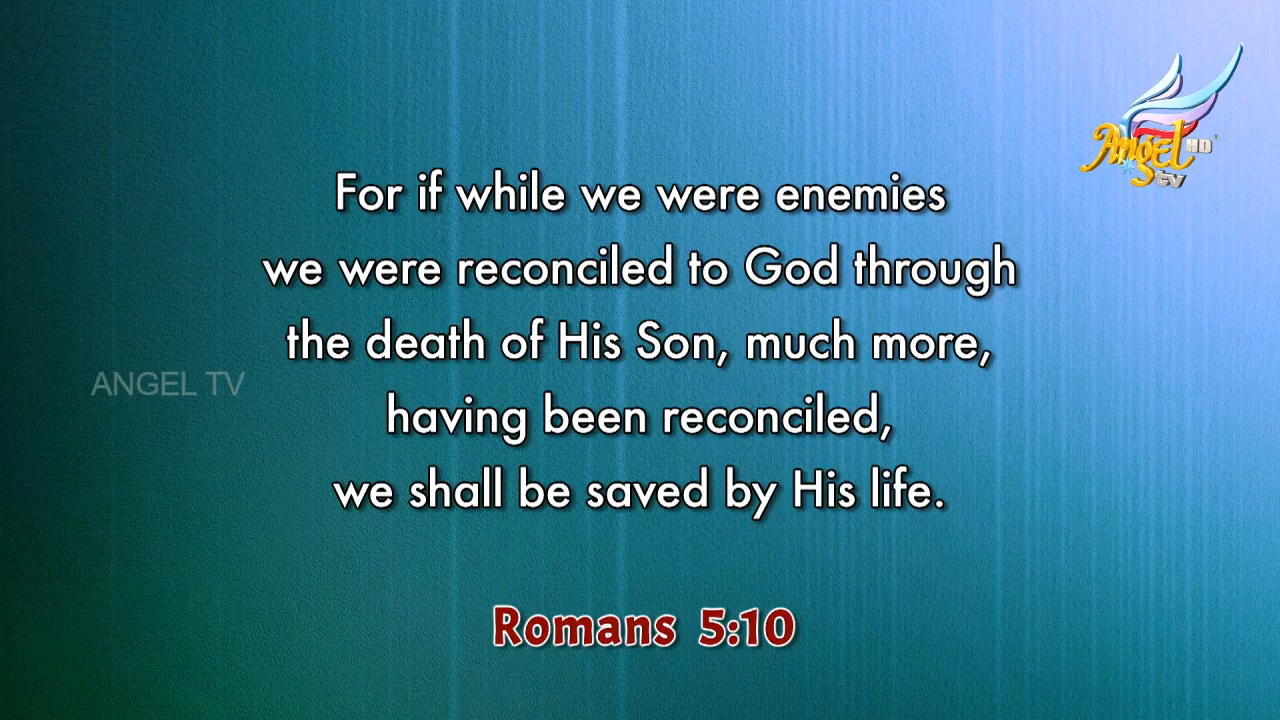 Angel HD
tv
For if while we were enemies
we were reconciled to God through
the death of His Son, much more,
ANGEL TV
having been reconciled,
we shall be saved by His life.
Romans 5:10